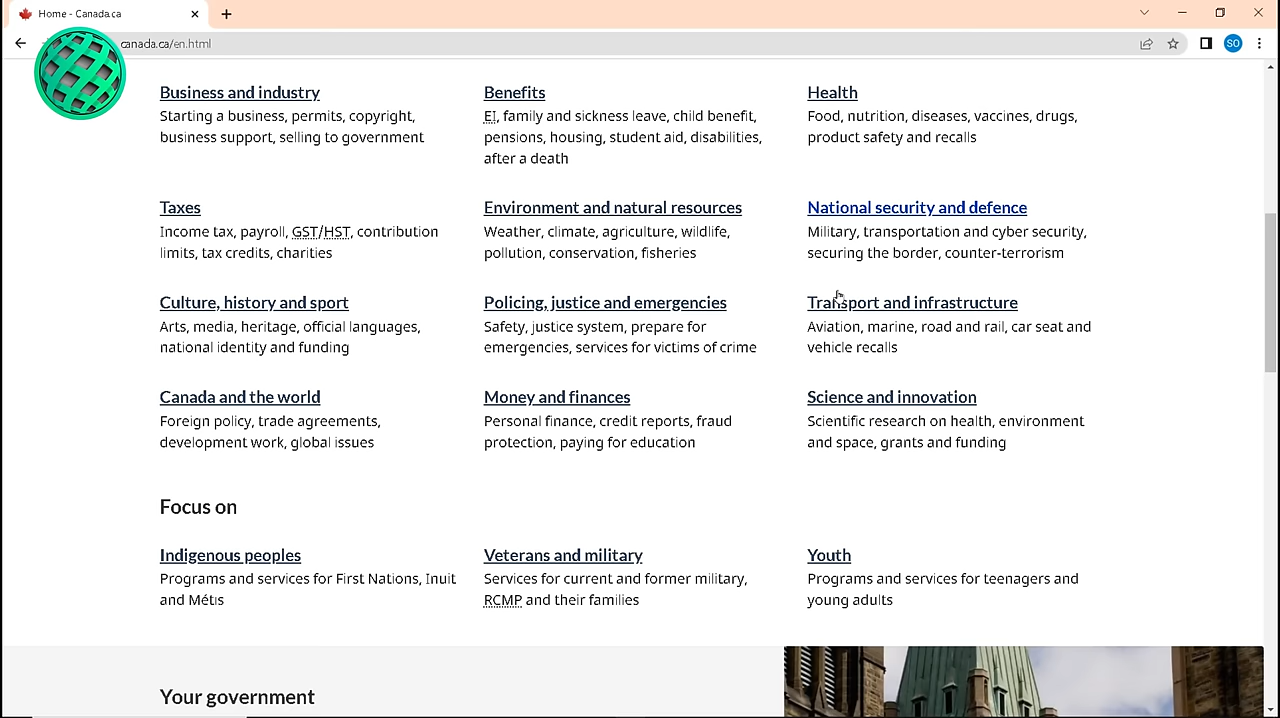 Home - Canada.ca
canada.ca/en.html
SO
Business and industry
Starting a business, permits, copyright,
business support, selling to government
Benefits
EI, family and sickness leave, child benefit,
pensions, housing, student aid, disabilities,
after a death
Health
Food, nutrition, diseases, vaccines, drugs,
product safety and recalls
Taxes
Income tax, payroll, GST/HST, contribution
limits, tax credits, charities
Environment and natural resources
Weather, climate, agriculture, wildlife,
pollution, conservation, fisheries
National security and defence
Military, transportation and cyber security,
securing the border, counter-terrorism
Culture, history and sport
Arts, media, heritage, official languages,
national identity and funding
Policing, justice and emergencies
Safety, justice system, prepare for
emergencies, services for victims of crime
Transport and infrastructure
Aviation, marine, road and rail, car seat and
vehicle recalls
Canada and the world
Foreign policy, trade agreements,
development work, global issues
Money and finances
Personal finance, credit reports, fraud
protection, paying for education
Science and innovation
Scientific research on health, environment
and space, grants and funding
Focus on
Indigenous peoples
Programs and services for First Nations, Inuit
and Métis
Veterans and military
Services for current and former military,
RCMP and their families
Youth
Programs and services for teenagers and
young adults
Your government